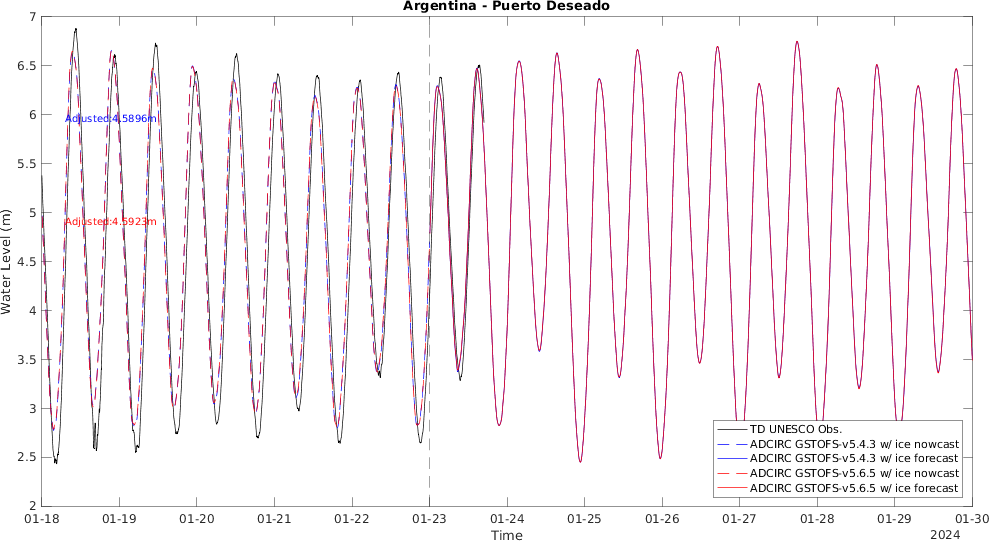 Argentina - Puerto Deseado
7
6.5
6
5.5
5
4.5
4
3.5
3
2.5
2
Water Level (m)
Adjusted:4.5896m
Adjusted:4.5923m
TD UNESCO Obs.
ADCIRC GSTOFS-v5.4.3 w/ ice nowcast
ADCIRC GSTOFS-v5.4.3 w/ ice forecast
ADCIRC GSTOFS-v5.6.5 w/ ice nowcast
ADCIRC GSTOFS-v5.6.5 w/ ice forecast
01-18 01-19 01-20 01-21 01-22 01-23 01-24 01-25 01-26 01-27 01-28 01-29 01-30
Time
2024